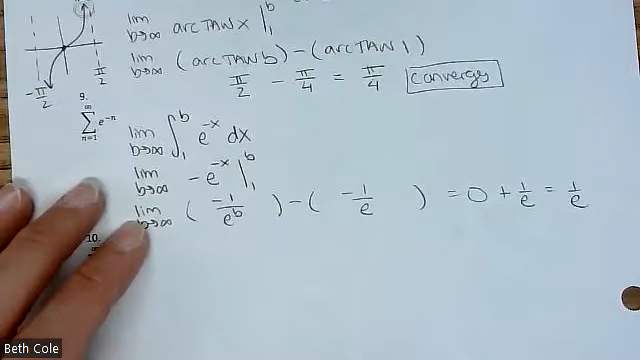 lim b→∞ arcTAN x |₁ᵇ
lim b→∞ (arcTAN b) - (arcTAN 1)
π/2 - π/4 = π/4 converges
π/2
-π/2
9.
∞ ∑ n=1 e⁻ⁿ
lim b→∞ ∫₁ᵇ e⁻ˣ dx
lim b→∞ -e⁻ˣ |₁ᵇ
lim b→∞ (-1/eᵇ) - (-1/e) = 0 + 1/e = 1/e
10.
Beth Cole